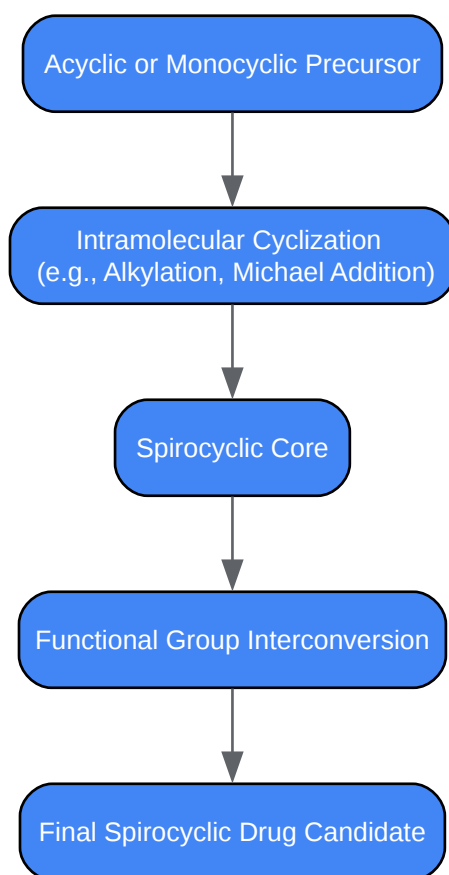 Acyclic or Monocyclic Precursor
Intramolecular Cyclization
(e.g., Alkylation, Michael Addition)
Spirocyclic Core
Functional Group Interconversion
Final Spirocyclic Drug Candidate